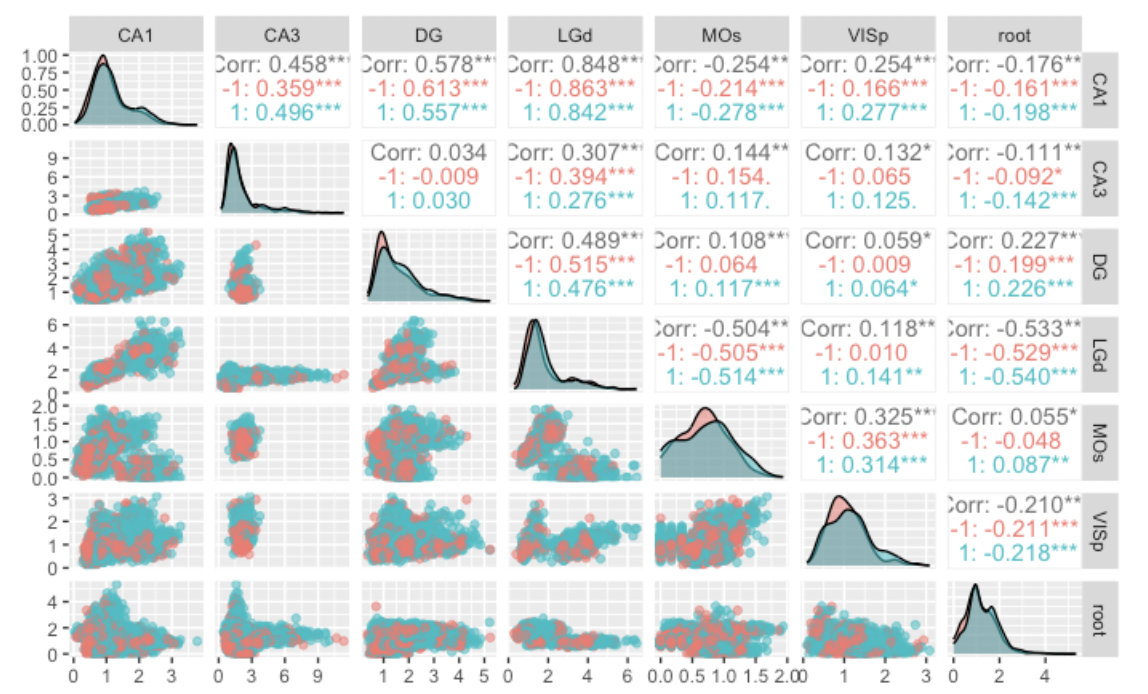 CA1 CA3 DG LGd MOs VISp root
1.00
0.75
0.50
0.25
0.00
Corr: 0.458*** Corr: 0.578*** Corr: 0.848*** Corr: -0.254** Corr: 0.254*** Corr: -0.176**
-1: 0.359*** -1: 0.613*** -1: 0.863*** -1: -0.214*** -1: 0.166*** -1: -0.161***
1: 0.496*** 1: 0.557*** 1: 0.842*** 1: -0.278*** 1: 0.277*** 1: -0.198***
CA1
9
6
3
0
Corr: 0.034 Corr: 0.307*** Corr: 0.144** Corr: 0.132* Corr: -0.111**
-1: -0.009 -1: 0.394*** -1: 0.154. -1: 0.065 -1: -0.092*
1: 0.030 1: 0.276*** 1: 0.117. 1: 0.125. 1: -0.142***
CA3
5
4
3
2
1
Corr: 0.489*** Corr: 0.108*** Corr: 0.059* Corr: 0.227***
-1: 0.515*** -1: 0.064 -1: 0.009 -1: 0.199***
1: 0.476*** 1: 0.117*** 1: 0.064* 1: 0.226***
DG
6
4
2
0
Corr: -0.504** Corr: 0.118** Corr: -0.533**
-1: -0.505*** -1: 0.010 -1: -0.529***
1: -0.514*** 1: 0.141** 1: -0.540***
LGd
2.0
1.5
1.0
0.5
0.0
Corr: 0.325*** Corr: 0.055*
-1: 0.363*** -1: -0.048
1: 0.314*** 1: 0.087**
MOs
3
2
1
0
Corr: -0.210**
-1: -0.211***
1: -0.218***
VISp
4
2
0
root
0 1 2 3 0 3 6 9 1 2 3 4 5 0 2 4 6 0.0 0.5 1.0 1.5 2.0 0 1 2 3 0 2 4